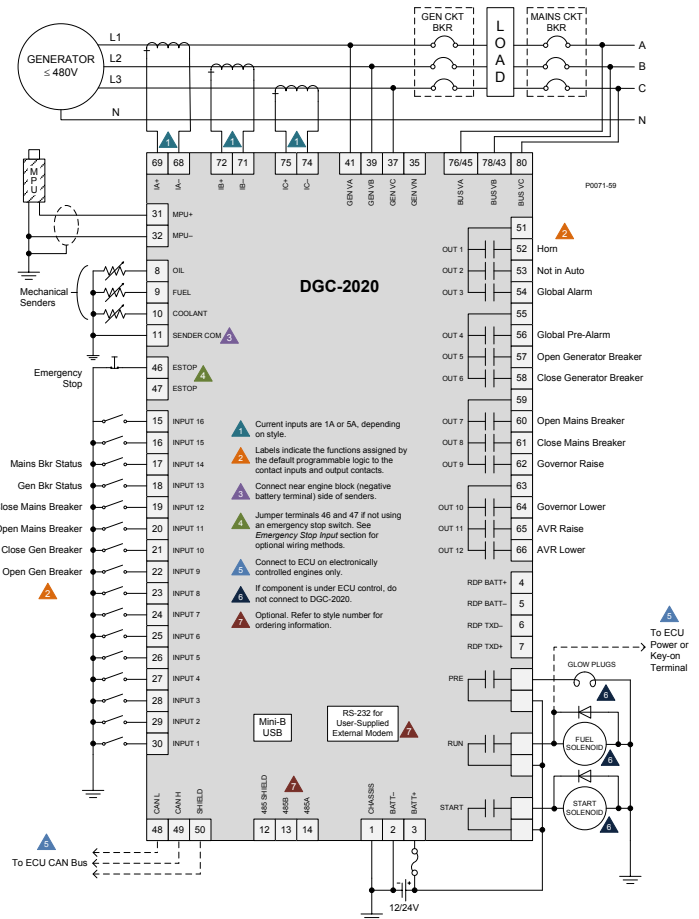 GEN CKT
BKR
LOAD
MAINS CKT
BKR
GENERATOR
≤ 480V
L1
L2
L3
N
A
B
C
N
1
1
1
69
68
72
71
75
74
41
39
37
35
76/45
78/43
80
IA+
IA–
IB+
IB–
IC+
IC–
GEN VA
GEN VB
GEN VC
GEN VN
BUS VA
BUS VB
BUS VC
P0071-59
MPU
31 MPU+
32 MPU–
DGC-2020
Mechanical
Senders
8 OIL
9 FUEL
10 COOLANT
11 SENDER COM
3
Emergency
Stop
46 ESTOP
47 ESTOP
4
15 INPUT 16
16 INPUT 15
Mains Bkr Status 17 INPUT 14
Gen Bkr Status 18 INPUT 13
lose Mains Breaker 19 INPUT 12
pen Mains Breaker 20 INPUT 11
Close Gen Breaker 21 INPUT 10
Open Gen Breaker 22 INPUT 9
2
23 INPUT 8
24 INPUT 7
25 INPUT 6
26 INPUT 5
27 INPUT 4
28 INPUT 3
29 INPUT 2
30 INPUT 1
1 Current inputs are 1A or 5A, depending
on style.
2 Labels indicate the functions assigned by
the default programmable logic to the
contact inputs and output contacts.
3 Connect near engine block (negative
battery terminal) side of senders.
4 Jumper terminals 46 and 47 if not using
an emergency stop switch. See
Emergency Stop Input section for
optional wiring methods.
5 Connect to ECU on electronically
controlled engines only.
6 If component is under ECU control, do
not connect to DGC-2020.
7 Optional. Refer to style number for
ordering information.
51
2
OUT 1 52 Horn
OUT 2 53 Not in Auto
OUT 3 54 Global Alarm
55
OUT 4 56 Global Pre-Alarm
OUT 5 57 Open Generator Breaker
OUT 6 58 Close Generator Breaker
59
OUT 7 60 Open Mains Breaker
OUT 8 61 Close Mains Breaker
OUT 9 62 Governor Raise
63
OUT 10 64 Governor Lower
OUT 11 65 AVR Raise
OUT 12 66 AVR Lower
RDP BATT+ 4
RDP BATT– 5
RDP TXD– 6
RDP TXD+ 7
5
To ECU
Power or
Key-on
Terminal
PRE
GLOW PLUGS
6
RUN
FUEL
SOLENOID
6
START
START
SOLENOID
6
Mini-B
USB
RS-232 for
User-Supplied
External Modem
7
7
CAN L
CAN H
SHIELD
485 SHIELD
485B
485A
CHASSIS
BATT–
BATT+
48
49
50
12
13
14
1
2
3
5
To ECU CAN Bus
- +
12/24V